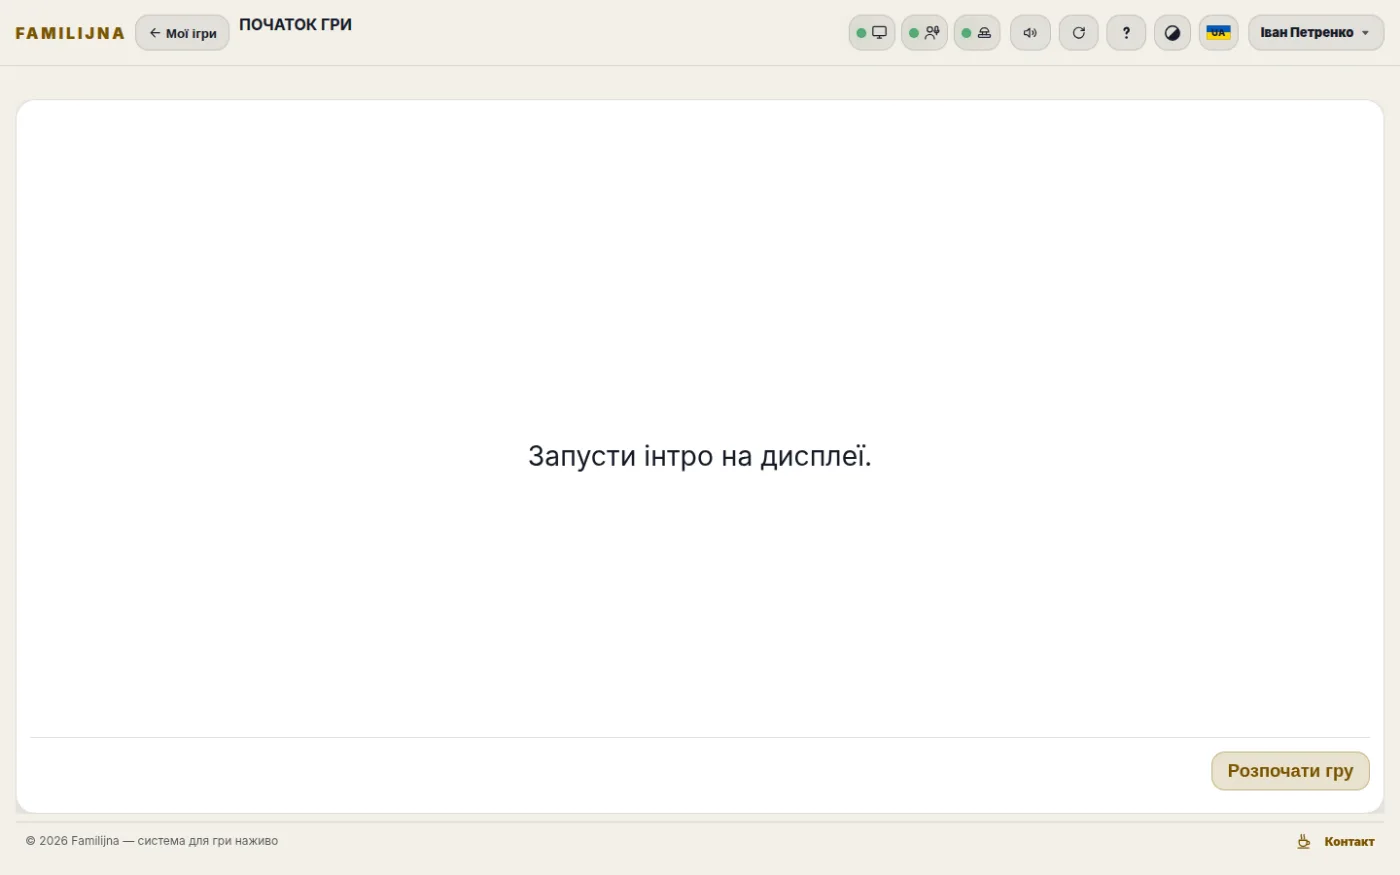 FAMILIJNA
← Мої ігри
ПОЧАТОК ГРИ
?
UA
Іван Петренко
Запусти інтро на дисплеї.
Розпочати гру
© 2026 Familijna — система для гри наживо
Контакт